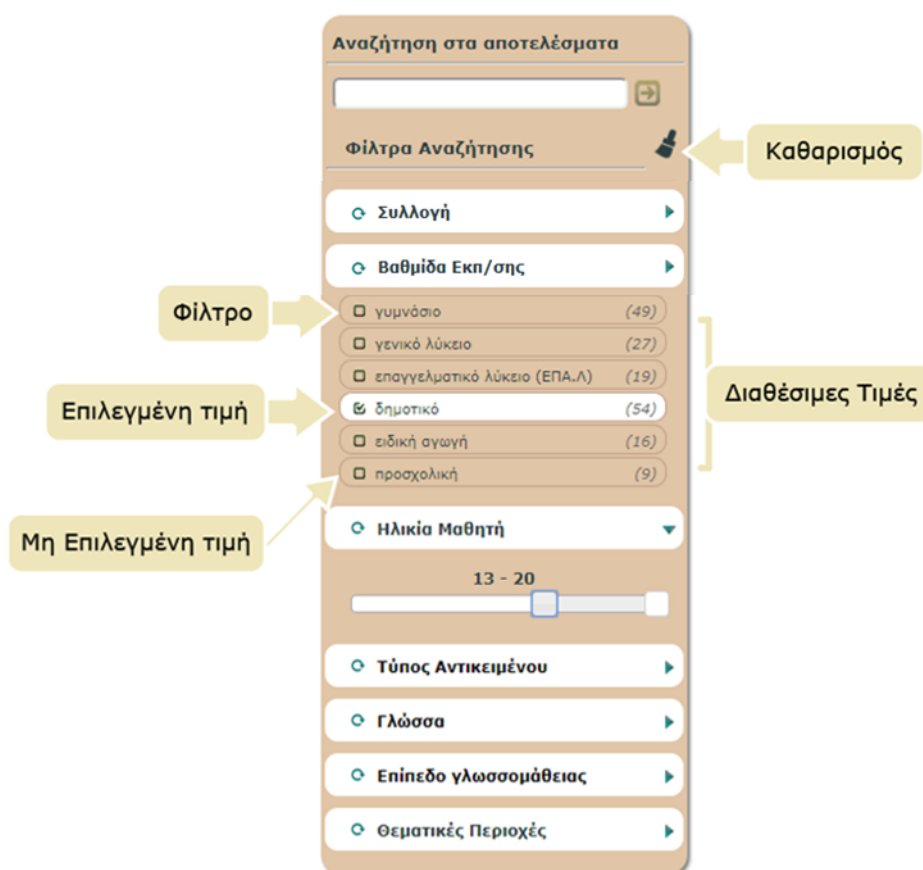 Αναζήτηση στα αποτελέσματα
Φίλτρα Αναζήτησης
Καθαρισμός
Συλλογή
Βαθμίδα Εκπ/σης
Φίλτρο
γυμνάσιο (49)
γενικό λύκειο (27)
επαγγελματικό λύκειο (ΕΠΑ.Λ) (19)
Διαθέσιμες Τιμές
Επιλεγμένη τιμή
δημοτικό (54)
ειδική αγωγή (16)
προσχολική (9)
Μη Επιλεγμένη τιμή
Ηλικία Μαθητή
13 - 20
Τύπος Αντικειμένου
Γλώσσα
Επίπεδο γλωσσομάθειας
Θεματικές Περιοχές